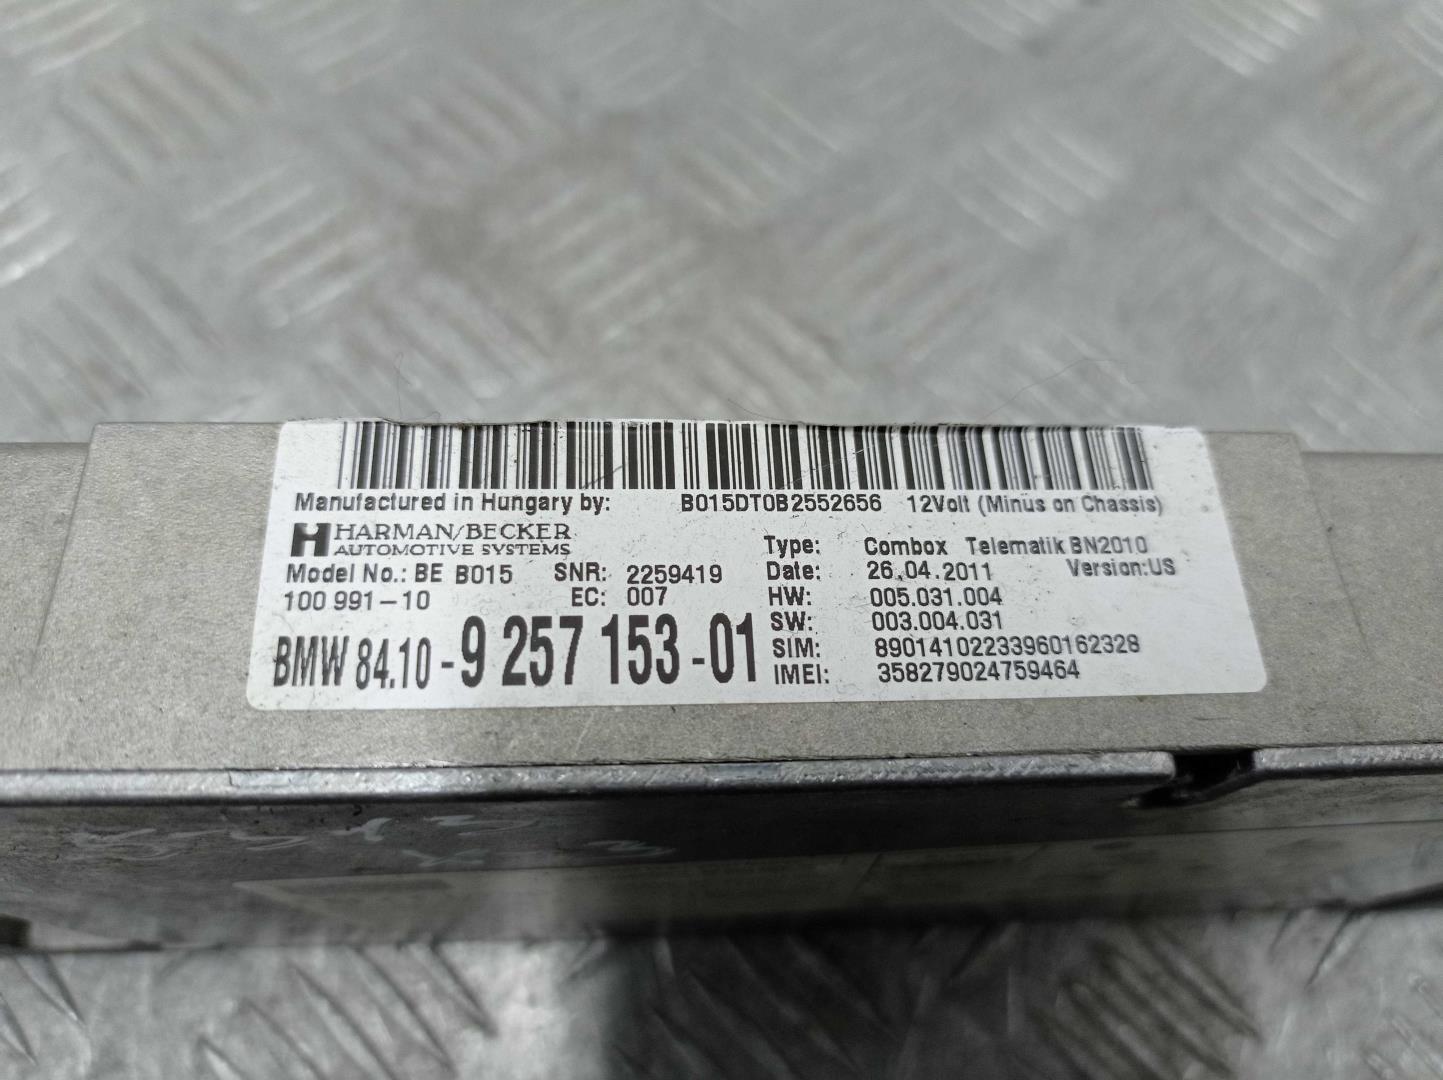 Manufactured in Hungary by: B015DT0B2552656 12Volt (Minus on Chassis)
HARMAN/BECKER
AUTOMOTIVE SYSTEMS
Type: Combox Telematik BN2010
Model No.: BE B015 SNR: 2259419 Date: 26.04.2011 Version:US
100 991-10 EC: 007 HW: 005.031.004
SW: 003.004.031
BMW 84.10-9 257 153-01 SIM: 89014102233960162328
IMEI: 358279024759464